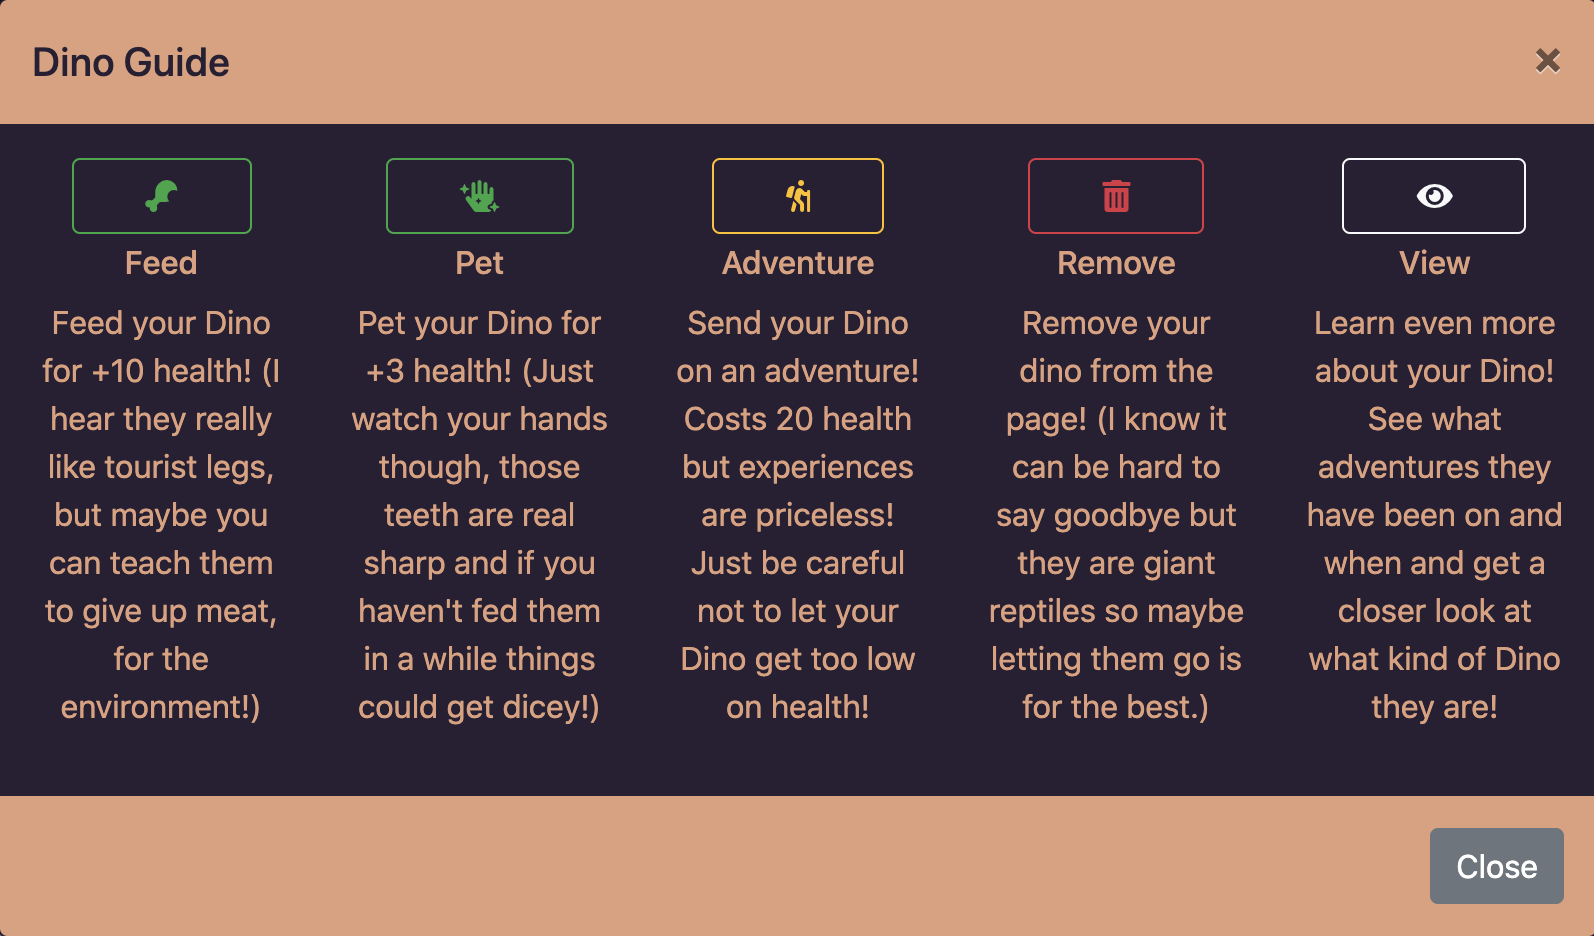 Dino Guide
Feed
Feed your Dino
for +10 health! (I
hear they really
like tourist legs,
but maybe you
can teach them
to give up meat,
for the
environment!)
Pet
Pet your Dino for
+3 health! (Just
watch your hands
though, those
teeth are real
sharp and if you
haven't fed them
in a while things
could get dicey!)
Adventure
Send your Dino
on an adventure!
Costs 20 health
but experiences
are priceless!
Just be careful
not to let your
Dino get too low
on health!
Remove
Remove your
dino from the
page! (I know it
can be hard to
say goodbye but
they are giant
reptiles so maybe
letting them go is
for the best.)
View
Learn even more
about your Dino!
See what
adventures they
have been on and
when and get a
closer look at
what kind of Dino
they are!
Close